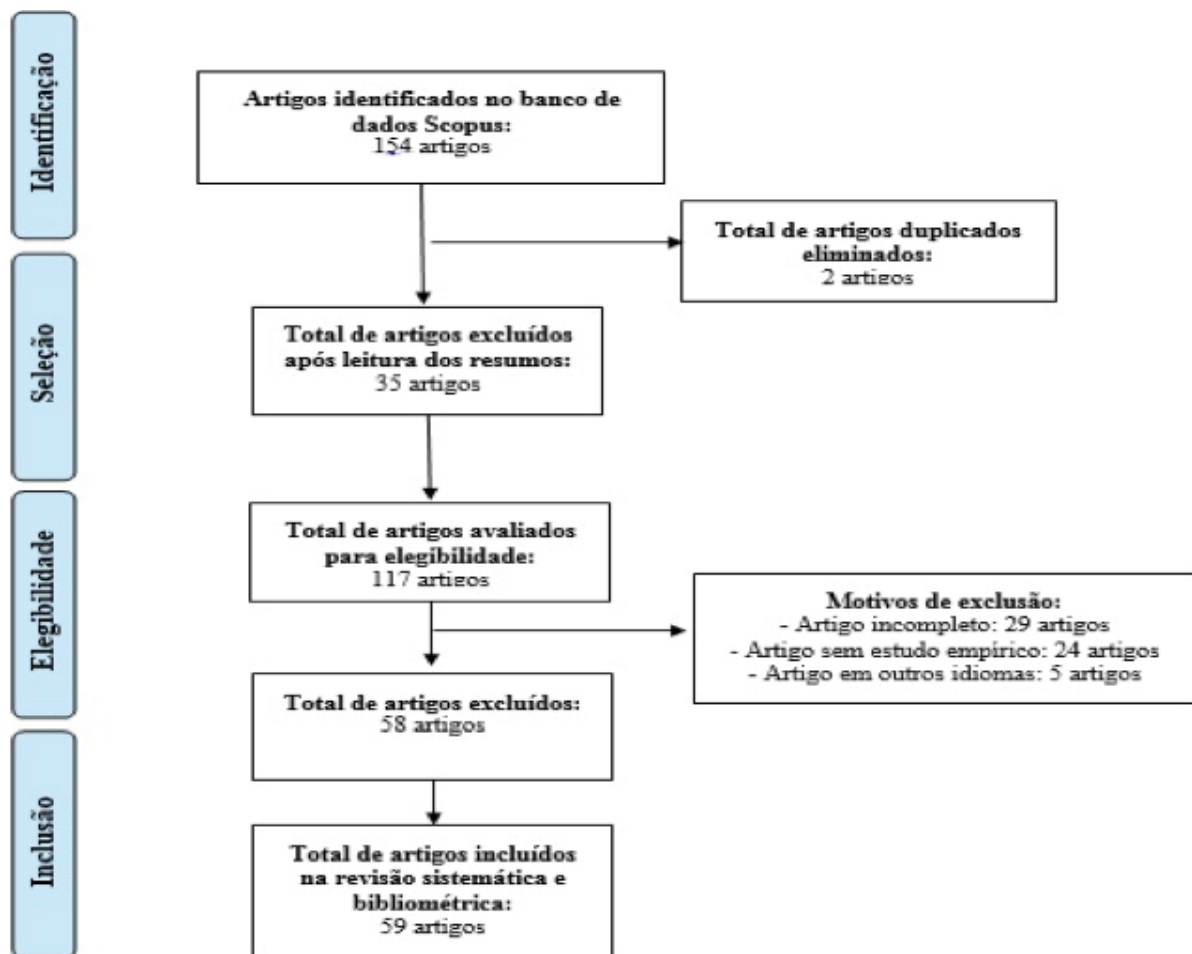 Identificação
Artigos identificados no banco de
dados Scopus:
154 artigos
Total de artigos duplicados
eliminados:
2 artigos
Seleção
Total de artigos excluídos
após leitura dos resumos:
35 artigos
Elegibilidade
Total de artigos avaliados
para elegibilidade:
117 artigos
Motivos de exclusão:
- Artigo incompleto: 29 artigos
- Artigo sem estudo empírico: 24 artigos
- Artigo em outros idiomas: 5 artigos
Total de artigos excluídos:
58 artigos
Inclusão
Total de artigos incluídos
na revisão sistemática e
bibliométrica:
59 artigos